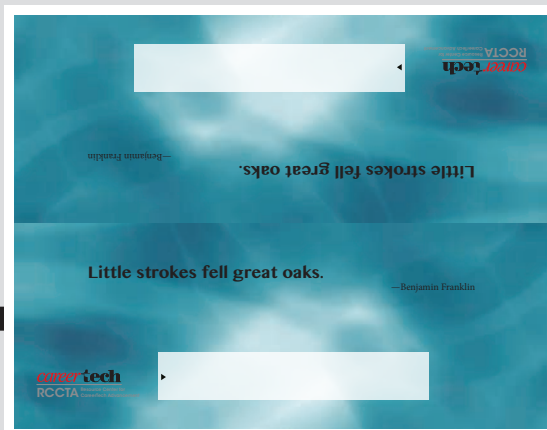 careertech
RCCTA
Little strokes fell great oaks.
—Benjamin Franklin
Little strokes fell great oaks.
—Benjamin Franklin
careertech
RCCTA